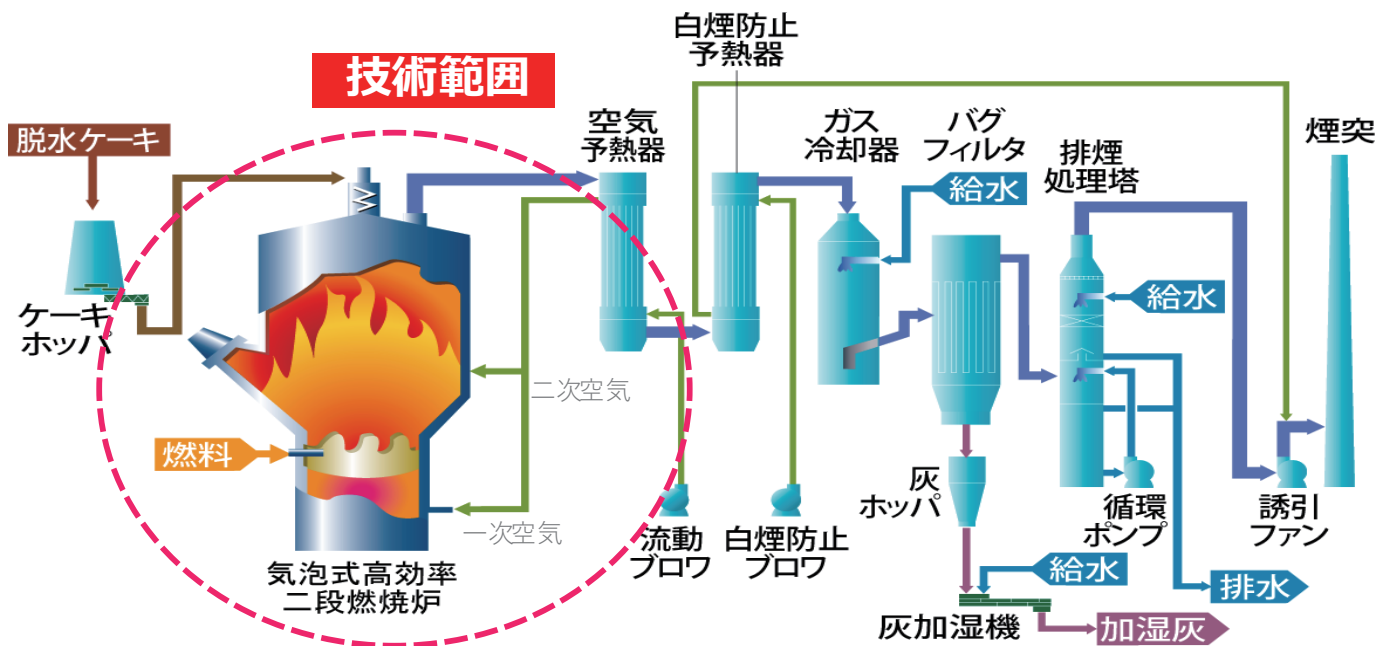 技術範囲
脱水ケーキ
ケーキ
ホッパ
燃料
気泡式高効率
二段燃焼炉
二次空気
一次空気
空気
予熱器
流動
ブロワ
白煙防止
予熱器
白煙防止
ブロワ
ガス
冷却器
給水
バグ
フィルタ
灰
ホッパ
給水
灰加湿機
加湿灰
排煙
処理塔
給水
循環
ポンプ
排水
誘引
ファン
煙突